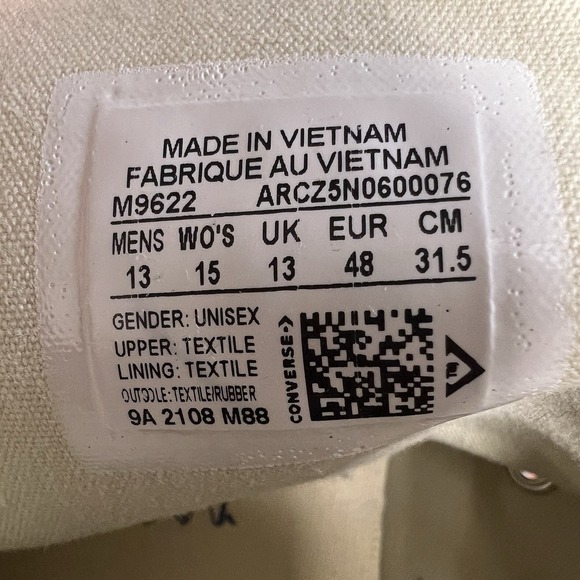 MADE IN VIETNAM
FABRIQUE AU VIETNAM
M9622 ARCZ5N0600076
MENS WO'S UK EUR CM
13 15 13 48 31.5
GENDER: UNISEX
UPPER: TEXTILE
LINING: TEXTILE
OUTSOLE: TEXTILE/RUBBER
9A 2108 M88
CONVERSE